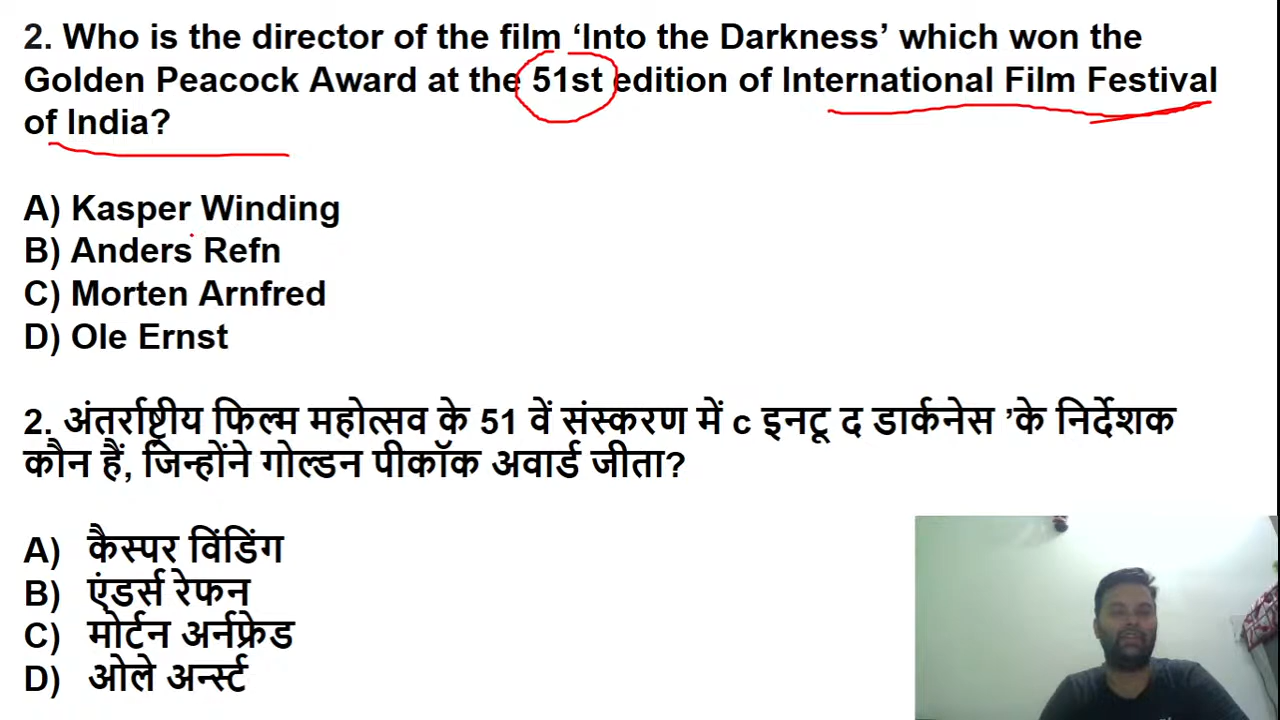 2. Who is the director of the film ‘Into the Darkness’ which won the
Golden Peacock Award at the 51st edition of International Film Festival
of India?
A) Kasper Winding
B) Anders Refn
C) Morten Arnfred
D) Ole Ernst
2. अंतर्राष्ट्रीय फिल्म महोत्सव के 51 वें संस्करण में c इनटू द डार्कनेस ’के निर्देशक
कौन हैं, जिन्होंने गोल्डन पीकॉक अवार्ड जीता?
A) कैस्पर विंडिंग
B) एंडर्स रेफन
C) मोर्टन अर्नफ्रेड
D) ओले अर्न्स्ट